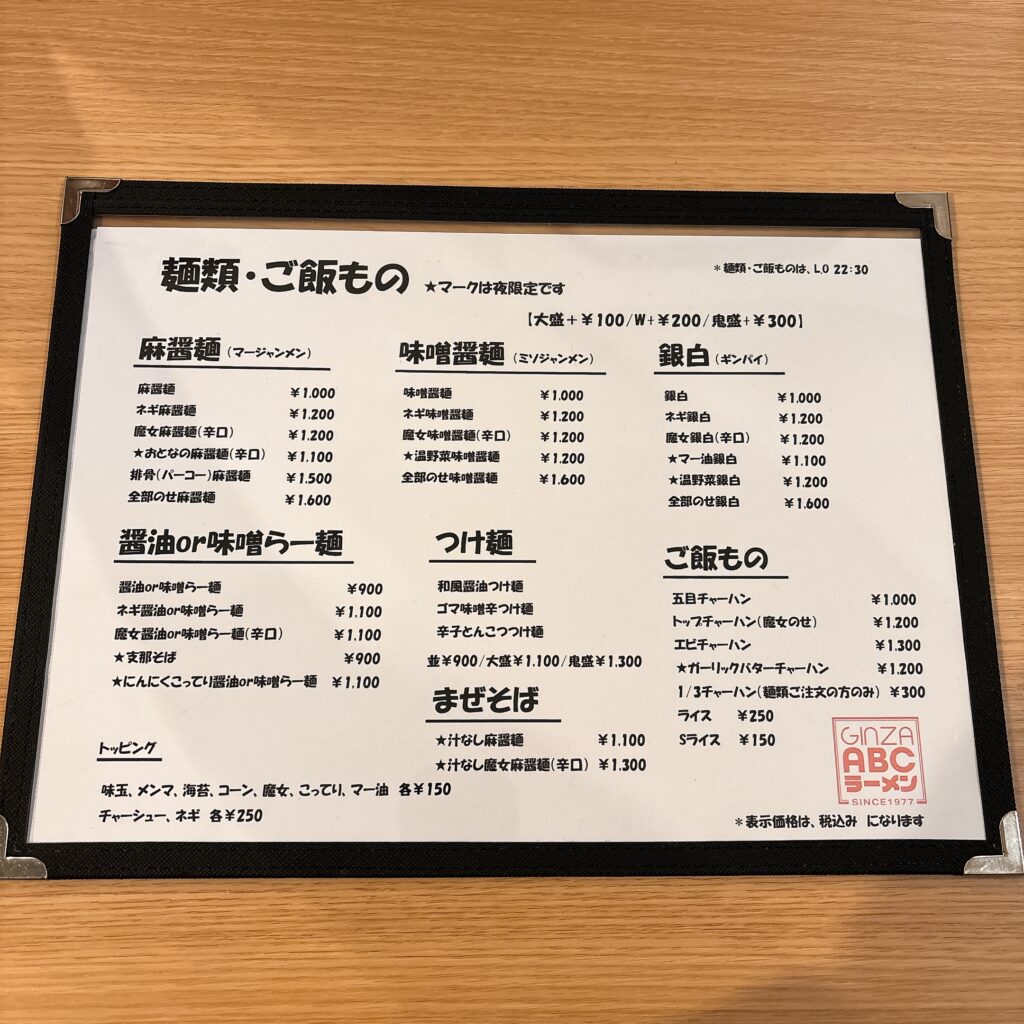 麺類・ご飯もの ★マークは夜限定です
＊麺類・ご飯ものは、L.O 22:30
【大盛＋￥100/W+￥200/鬼盛+￥300】
麻醤麺 (マージャンメン)
麻醤麺 ￥1.000
ネギ麻醤麺 ￥1.200
魔女麻醤麺(辛口) ￥1.200
★おとなの麻醤麺(辛口) ￥1.100
排骨(パーコー)麻醤麺 ￥1.500
全部のせ麻醤麺 ￥1.600
味噌醤麺 (ミソジャンメン)
味噌醤麺 ￥1.000
ネギ味噌醤麺 ￥1.200
魔女味噌醤麺(辛口) ￥1.200
★温野菜味噌醤麺 ￥1.200
全部のせ味噌醤麺 ￥1.600
銀白 (ギンパイ)
銀白 ￥1.000
ネギ銀白 ￥1.200
魔女銀白(辛口) ￥1.200
★マー油銀白 ￥1.100
★温野菜銀白 ￥1.200
全部のせ銀白 ￥1.600
醤油or味噌らー麺
醤油or味噌らー麺 ￥900
ネギ醤油or味噌らー麺 ￥1.100
魔女醤油or味噌らー麺(辛口) ￥1.100
★支那そば ￥900
★にんにくこってり醤油or味噌らー麺 ￥1.100
つけ麺
和風醤油つけ麺
ゴマ味噌辛つけ麺
辛子とんこつつけ麺
並￥900/大盛￥1.100/鬼盛￥1.300
まぜそば
★汁なし麻醤麺 ￥1.100
★汁なし魔女麻醤麺(辛口) ￥1.300
ご飯もの
五目チャーハン ￥1.000
トップチャーハン(魔女のせ) ￥1.200
エビチャーハン ￥1.300
★ガーリックバターチャーハン ￥1.200
1/3チャーハン(麺類ご注文の方のみ) ￥300
ライス ￥250
Sライス ￥150
トッピング
味玉、メンマ、海苔、コーン、魔女、こってり、マー油 各￥150
チャーシュー、ネギ 各￥250
GINZA
ABC
ラーメン
SINCE1977
＊表示価格は、税込み になります